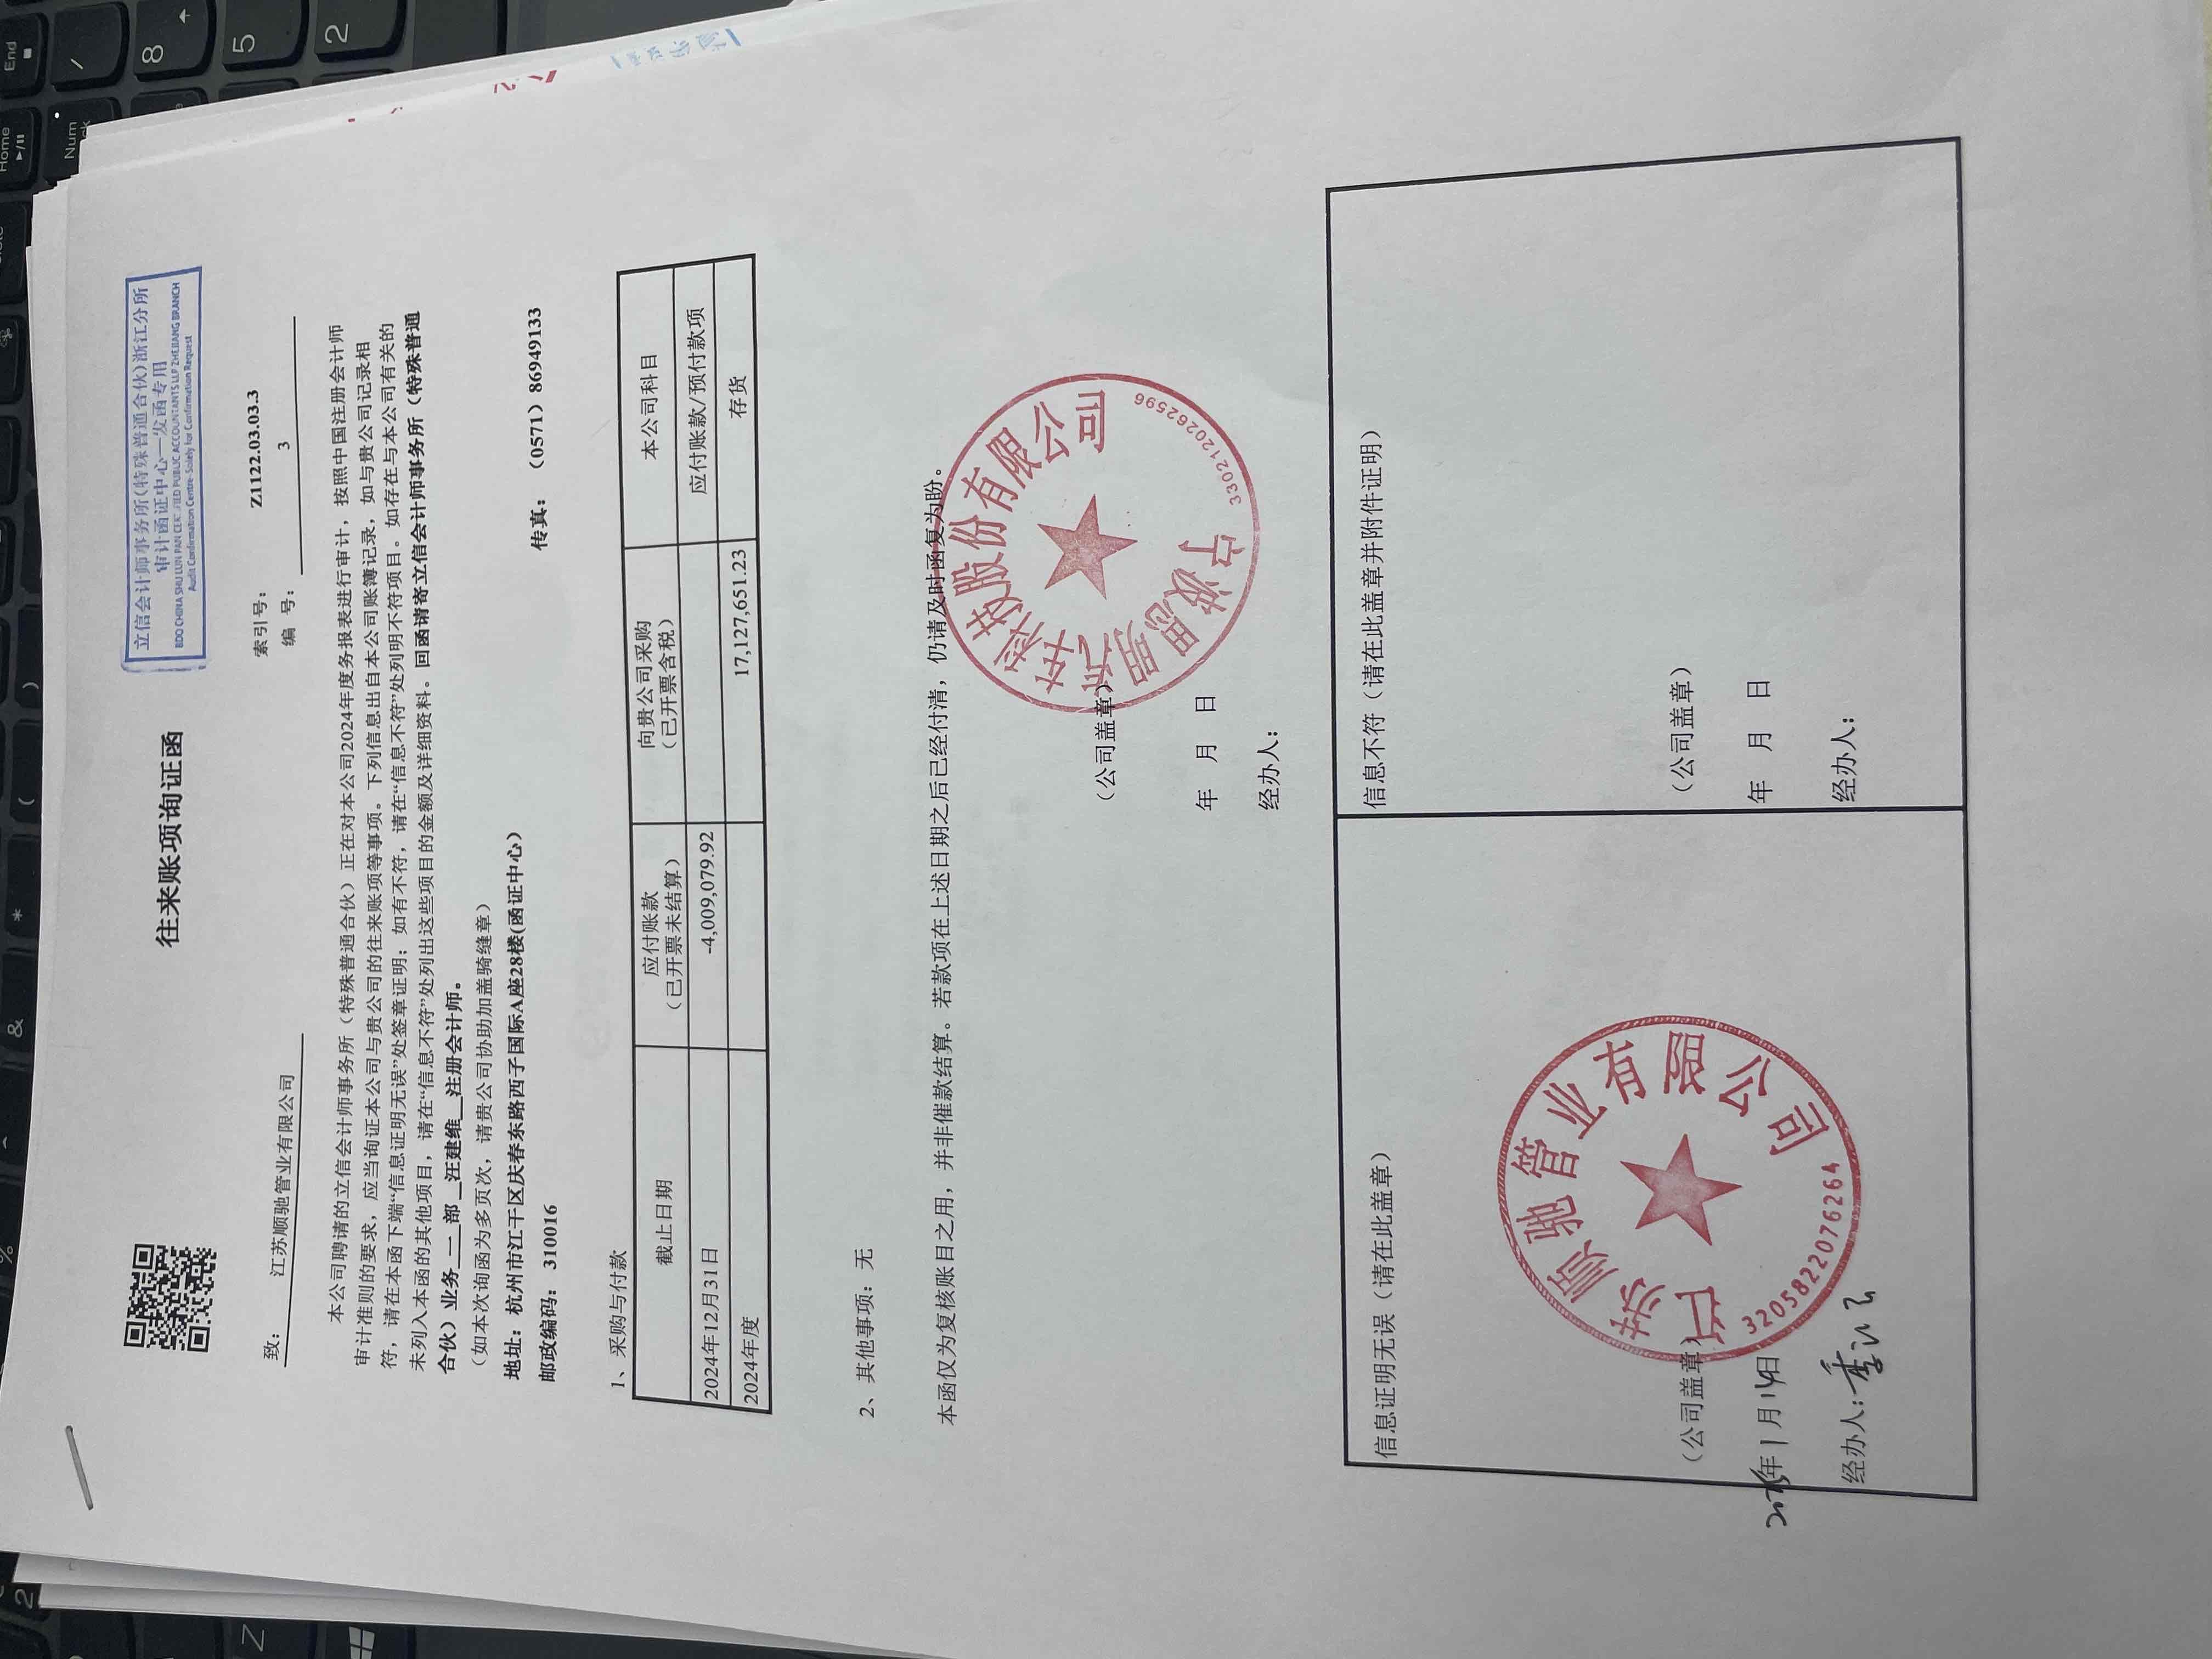 往来账项询证函
立信会计师事务所(特殊普通合伙)浙江分所
审计函证中心—发函专用
BDO CHINA SHU LUN PAN CERTIFIED PUBLIC ACCOUNTANTS LLP ZHEJIANG BRANCH
Audit Confirmation Centre-Solely for Confirmation Request
致： 江苏顺驰管业有限公司
索引号： Z1122.03.03.3
编 号： 3
本公司聘请的立信会计师事务所（特殊普通合伙）正在对本公司2024年度务报表进行审计，按照中国注册会计师
审计准则的要求，应当询证本公司与贵公司的往来账项等事项。下列信息出自本公司账簿记录，如与贵公司记录相
符，请在本函下端“信息证明无误”处签章证明；如有不符，请在“信息不符”处列明不符项目。如存在与本公司有关的
未列入本函的其他项目，请在“信息不符”处列出这些项目的金额及详细资料。回函请寄立信会计师事务所（特殊普通
合伙）业务__一__部__汪建维__注册会计师。
（如本次询函为多页次，请贵公司协助加盖骑缝章）
地址：杭州市江干区庆春东路西子国际A座28楼(函证中心）
邮政编码： 310016 传真：（0571）86949133
1、采购与付款
截止日期 应付账款（已开票未结算） 向贵公司采购（已开票含税） 本公司科目
2024年12月31日 -4,009,079.92 应付账款/预付款项
2024年度 17,127,651.23 存货
2、其他事项：无
本函仅为复核账目之用，并非催款结算。若款项在上述日期之后已经付清，仍请及时函复为盼。
宁波思明汽车科技股份有限公司
3302120262596
（公司盖章）
年 月 日
经办人：
信息证明无误（请在此盖章）
江苏顺驰管业有限公司
3205822076264
（公司盖章）
2025年1月14日
经办人：
信息不符（请在此盖章并附件证明）
（公司盖章）
年 月 日
经办人：